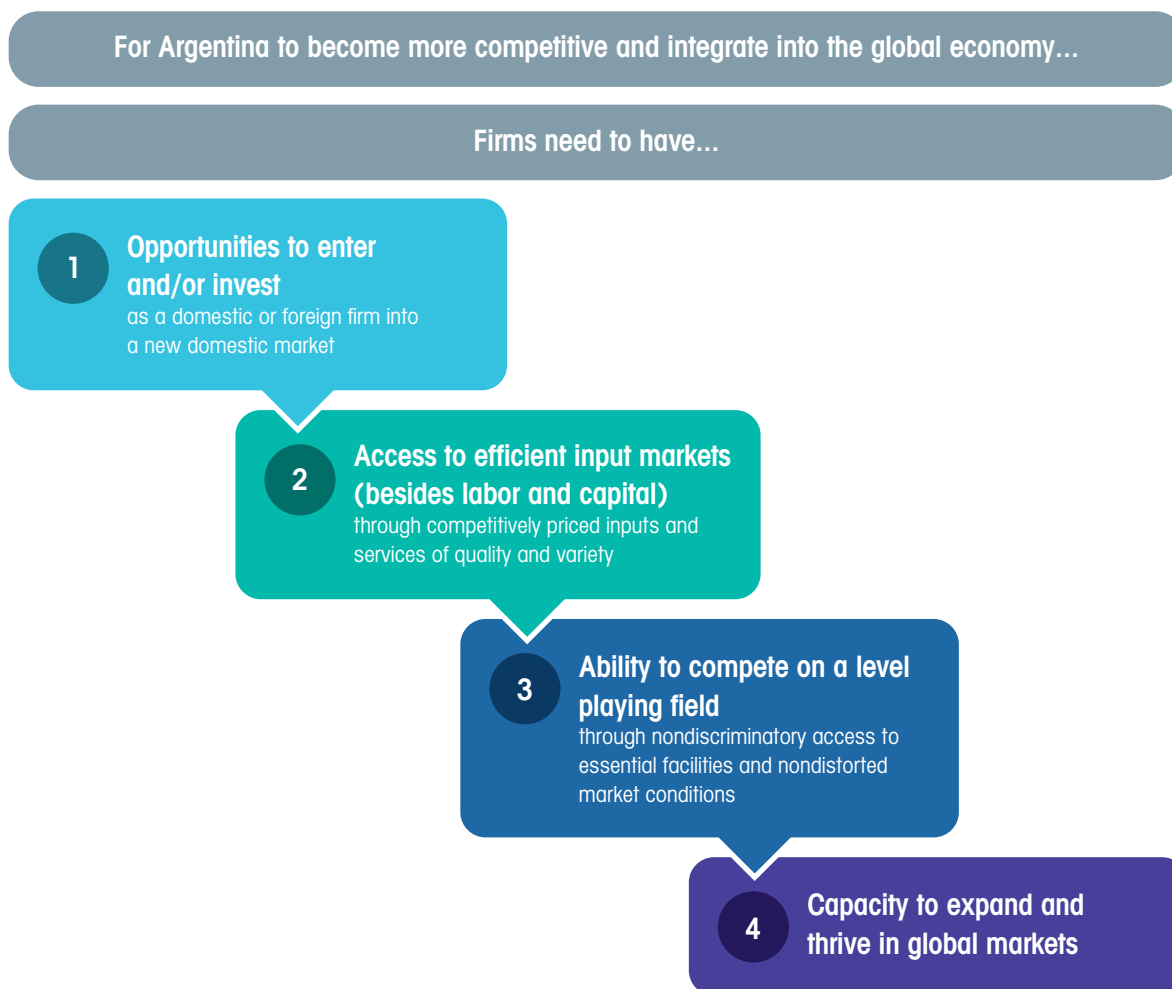 For Argentina to become more competitive and integrate into the global economy...
Firms need to have...
1
Opportunities to enter
and/or invest
as a domestic or foreign firm into
a new domestic market
2
Access to efficient input markets
(besides labor and capital)
through competitively priced inputs and
services of quality and variety
3
Ability to compete on a level
playing field
through nondiscriminatory access to
essential facilities and nondistorted
market conditions
4
Capacity to expand and
thrive in global markets